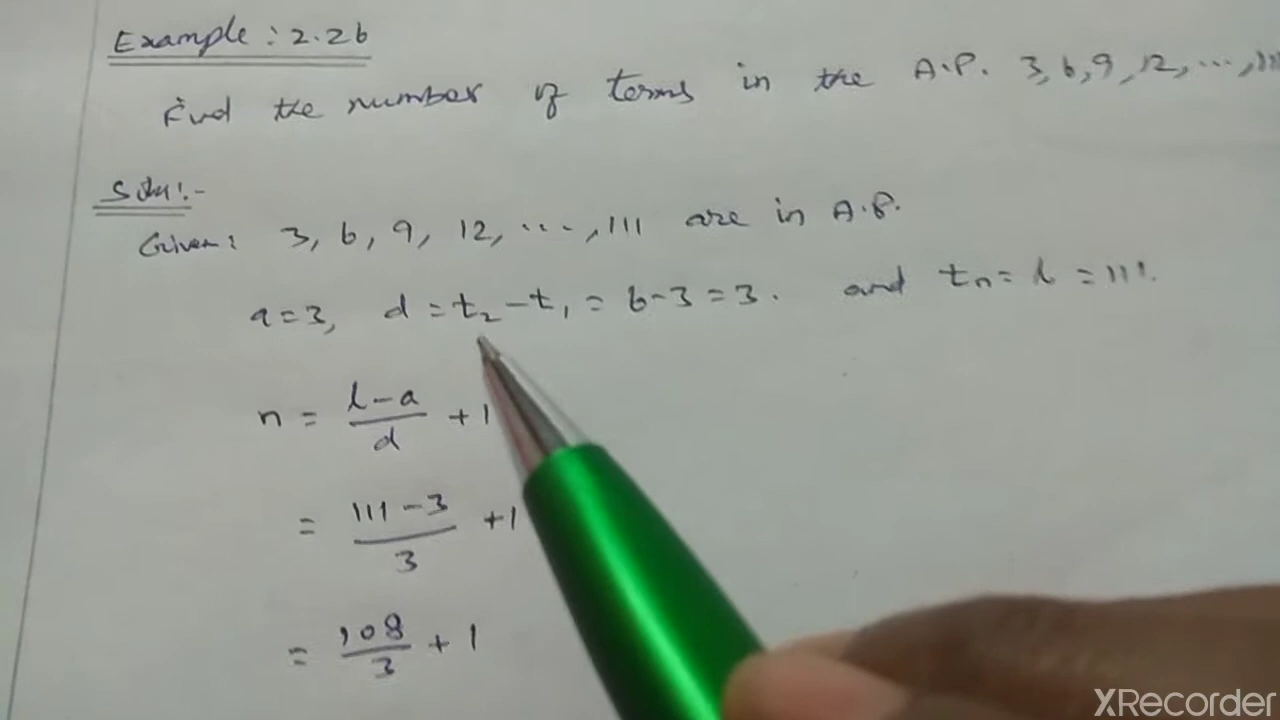 Example: 2.26
Find the number of terms in the A.P. 3, 6, 9, 12, ..., 111
Soln:-
Given: 3, 6, 9, 12, ...., 111 are in A.P.
a = 3, d = t₂ - t₁ = 6 - 3 = 3. and tₙ = l = 111.
n = (l - a)/d + 1
= (111 - 3)/3 + 1
= 108/3 + 1
XRecorder